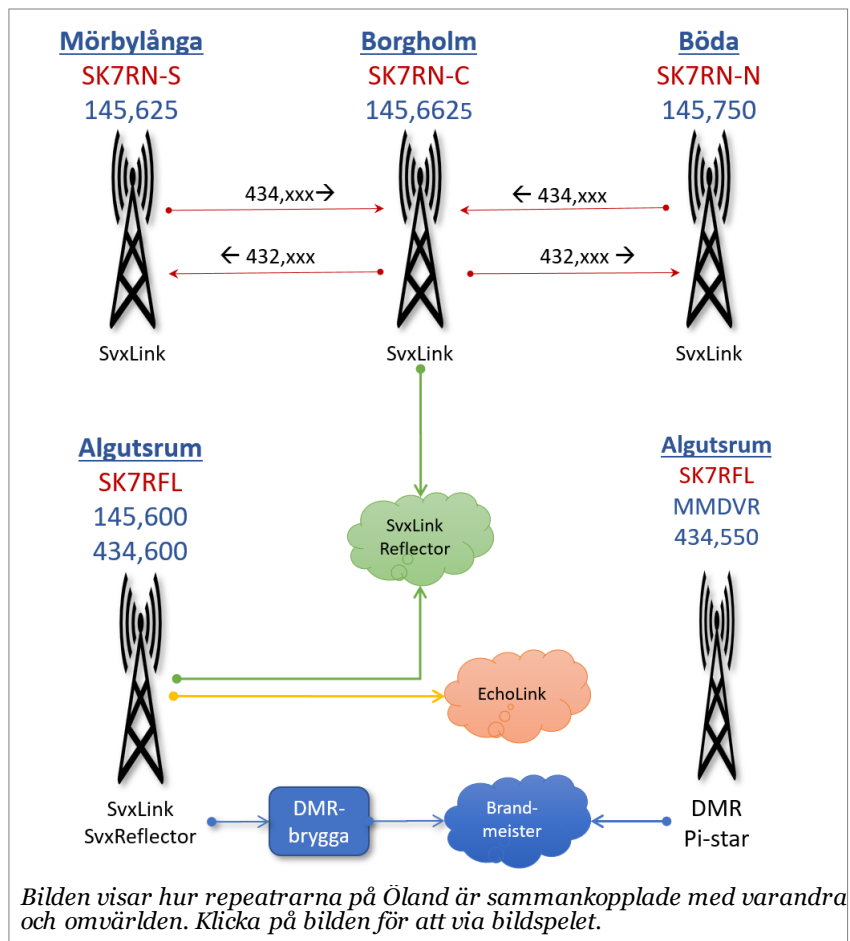 Mörbylånga
SK7RN-S
145,625
Borgholm
SK7RN-C
145,6625
Böda
SK7RN-N
145,750
434,xxx→
← 434,xxx
← 432,xxx
432,xxx →
SvxLink
SvxLink
SvxLink
Algutsrum
SK7RFL
145,600
434,600
SvxLink
Reflector
Algutsrum
SK7RFL
MMDVR
434,550
EchoLink
SvxLink
SvxReflector
DMR-
brygga
Brand-
meister
DMR
Pi-star
Bilden visar hur repeatrarna på Öland är sammankopplade med varandra
och omvärlden. Klicka på bilden för att via bildspelet.